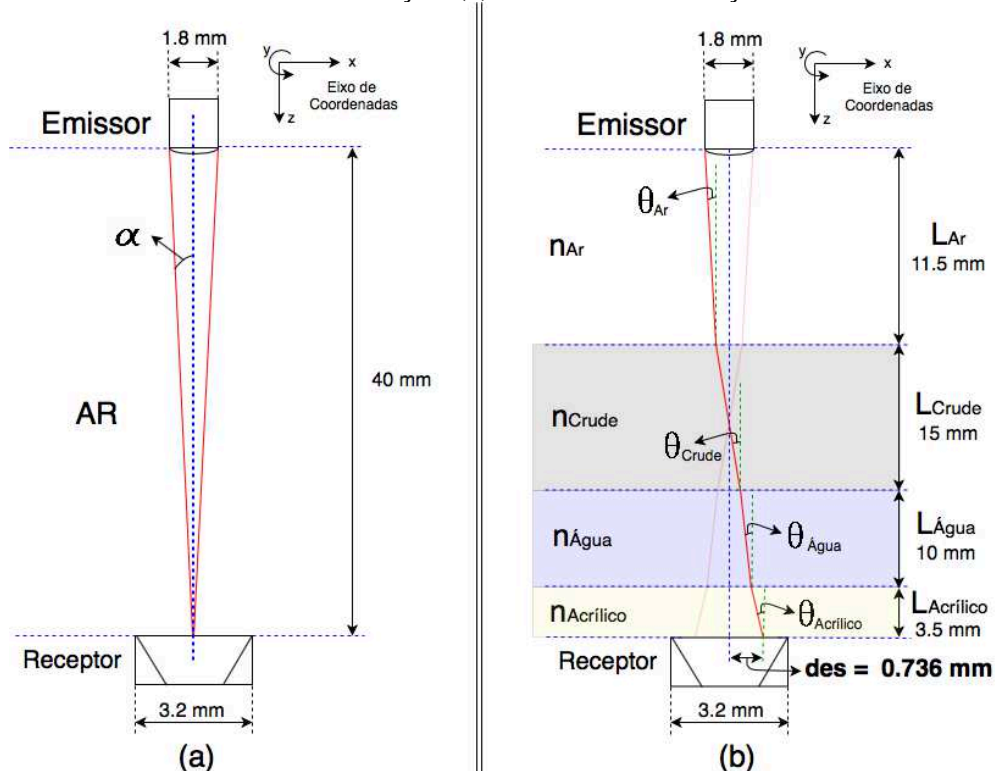 1.8 mm
y
x
Eixo de
Coordenadas
z
Emissor
α
AR
40 mm
Receptor
3.2 mm
(a)
1.8 mm
y
x
Eixo de
Coordenadas
z
Emissor
θAr
nAr
LAr
11.5 mm
nCrude
θCrude
LCrude
15 mm
nÁgua
θÁgua
LÁgua
10 mm
nAcrílico
θAcrílico
LAcrílico
3.5 mm
Receptor
des = 0.736 mm
3.2 mm
(b)